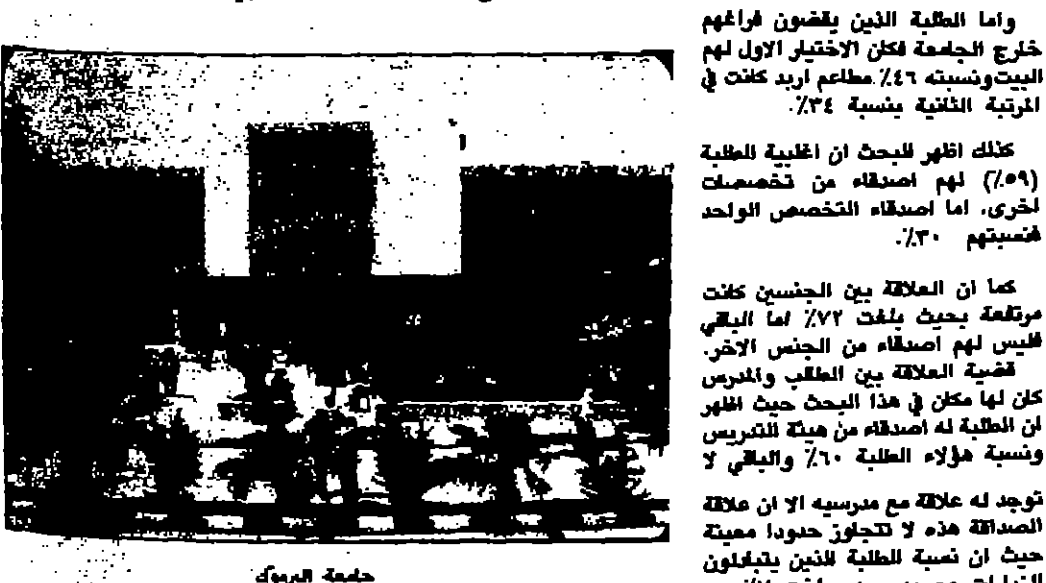 واما الطلبة الذين يقضون فراغهم
خارج الجامعة فكان الاختيار الاول لهم
البيت ونسبته ٤٦٪ مطاعم اربد كانت في
المرتبة الثانية بنسبة ٣٤٪.
كذلك اظهر البحث ان اغلبية الطلبة
(٥٩٪) لهم اصدقاء من تخصصات
اخرى، اما اصدقاء التخصص الواحد
فنسبتهم ٣٠٪.
كما ان العلاقة بين الجنسين كانت
مرتفعة بحيث بلغت ٧٢٪ اما الباقي
فليس لهم اصدقاء من الجنس الاخر.
قضية العلاقة بين الطالب والمدرس
كان لها مكان في هذا البحث حيث اظهر
ان الطلبة له اصدقاء من هيئة التدريس
ونسبة هؤلاء الطلبة ٦٠٪ والباقي لا
توجد له علاقة مع مدرسيه الا ان علاقة
الصداقة هذه لا تتجاوز حدودا معينة
حيث ان نسبة الطلبة الذين يتبادلون
جامعة اليرموك